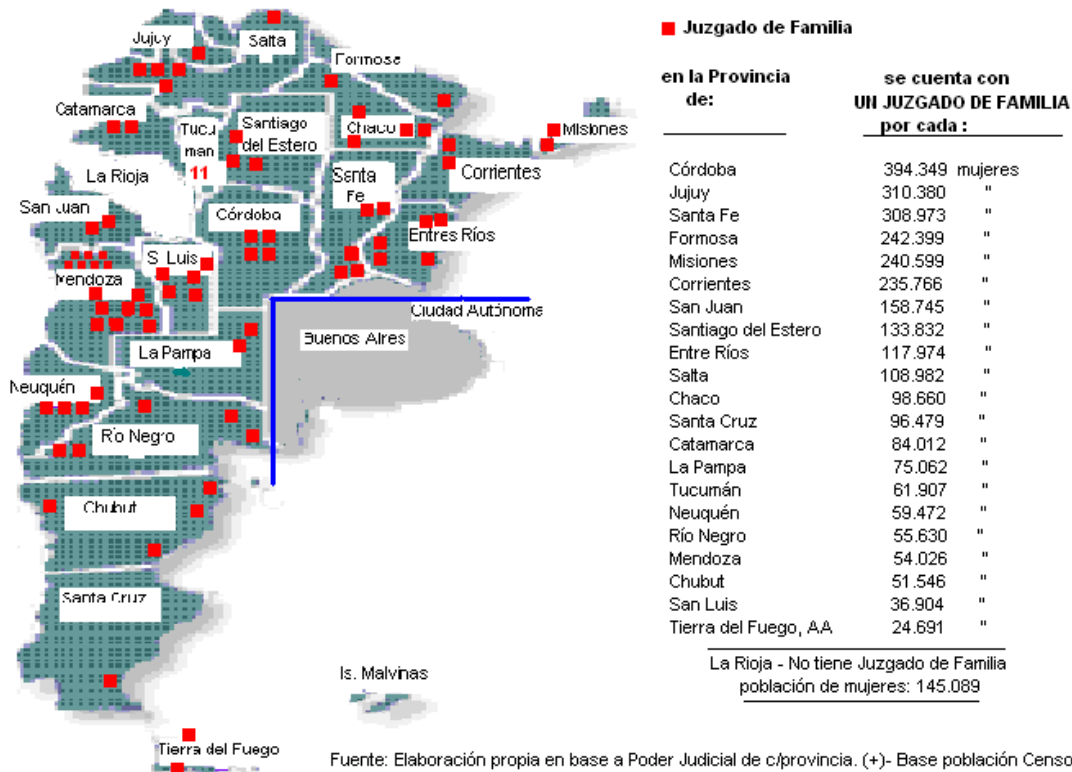 Jujuy
Salta
Formosa
Catamarca
Tucu
man
11
Santiago
del Estero
Chaco
Misiones
La Rioja
Santa
Fe
Corrientes
San Juan
Córdoba
Entres Ríos
S. Luis
Mendoza
Ciudad Autónoma
Buenos Aires
La Pampa
Neuquén
Río Negro
Chubut
Santa Cruz
Is. Malvinas
Tierra del Fuego
Juzgado de Familia
en la Provincia se cuenta con
de: UN JUZGADO DE FAMILIA
por cada :
Córdoba 394.349 mujeres
Jujuy 310.380 "
Santa Fe 308.973 "
Formosa 242.399 "
Misiones 240.599 "
Corrientes 235.766 "
San Juan 158.745 "
Santiago del Estero 133.832 "
Entre Ríos 117.974 "
Salta 108.982 "
Chaco 98.660 "
Santa Cruz 96.479 "
Catamarca 84.012 "
La Pampa 75.062 "
Tucumán 61.907 "
Neuquén 59.472 "
Río Negro 55.630 "
Mendoza 54.026 "
Chubut 51.546 "
San Luis 36.904 "
Tierra del Fuego, AA 24.691 "
La Rioja - No tiene Juzgado de Familia
población de mujeres: 145.089
Fuente: Elaboración propia en base a Poder Judicial de c/provincia. (+)- Base población Censo